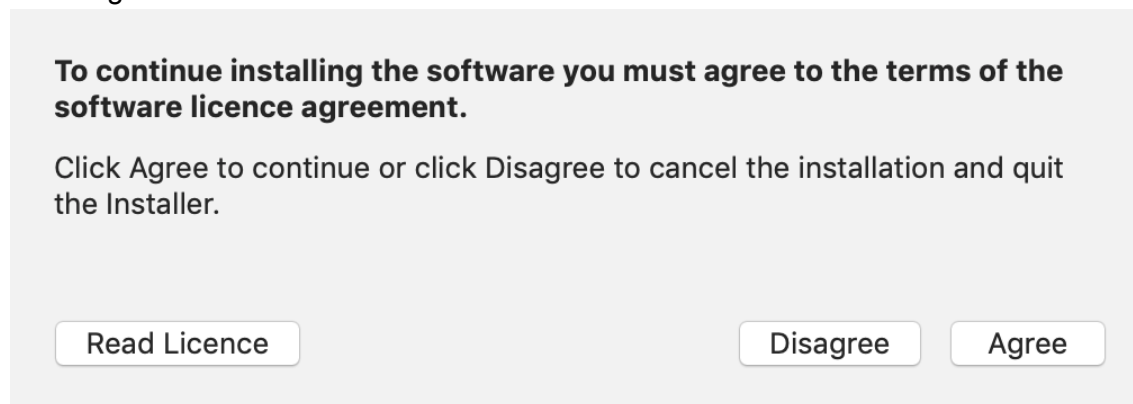 To continue installing the software you must agree to the terms of the
software licence agreement.
Click Agree to continue or click Disagree to cancel the installation and quit
the Installer.
Read Licence Disagree Agree